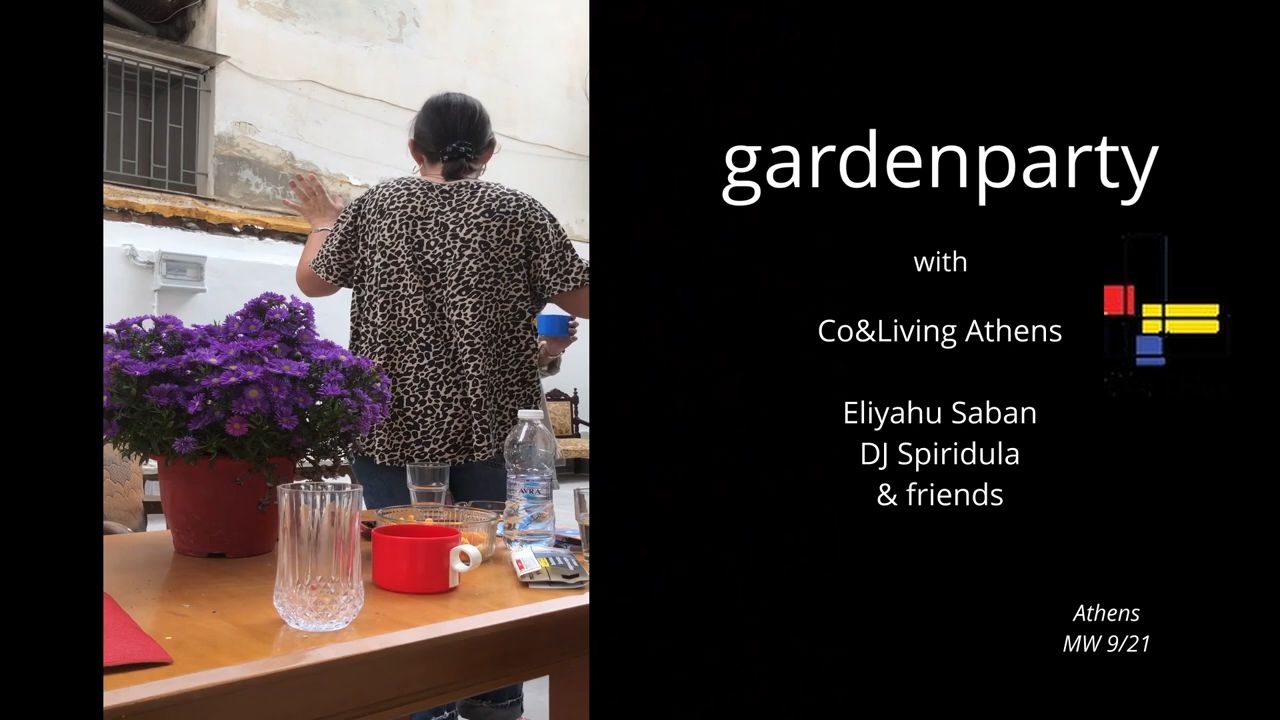 gardenparty
with
Co&Living Athens
Eliyahu Saban
DJ Spiridula
& friends
Athens
MW 9/21
AVRA